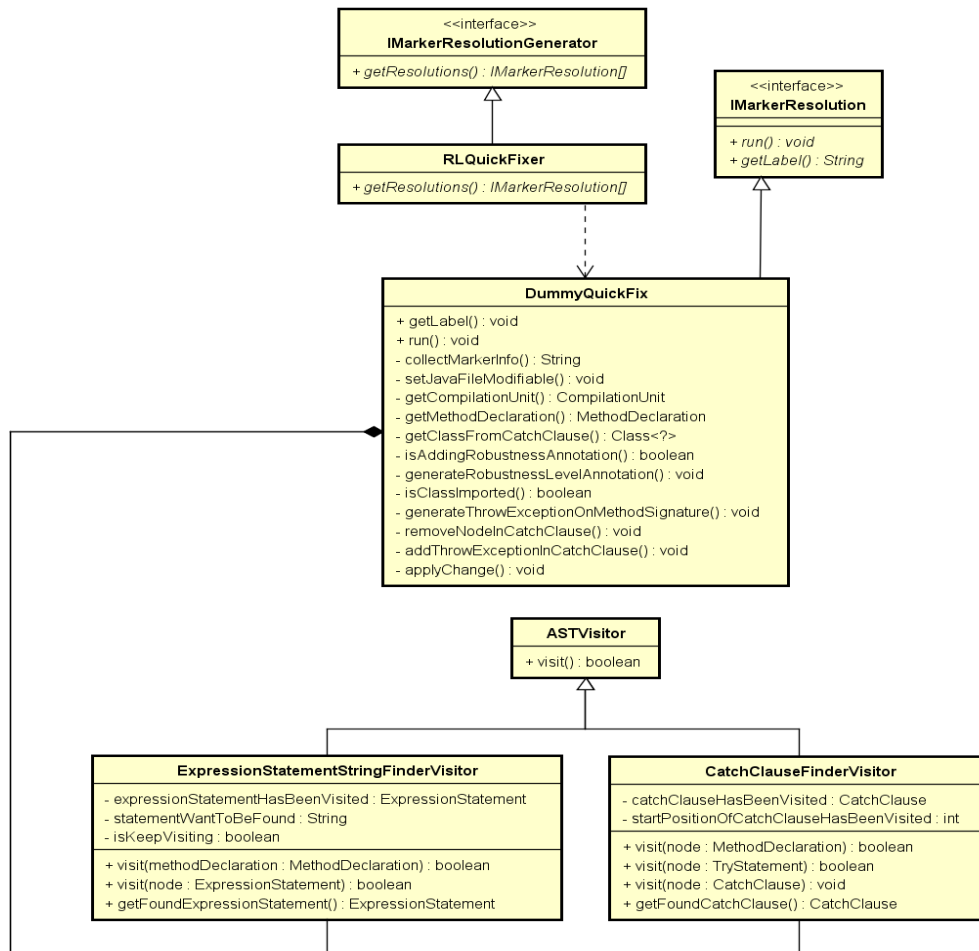 <<interface>>
IMarkerResolutionGenerator
+ getResolutions() : IMarkerResolution[]
<<interface>>
IMarkerResolution
+ run() : void
+ getLabel() : String
RLQuickFixer
+ getResolutions() : IMarkerResolution[]
DummyQuickFix
+ getLabel() : void
+ run() : void
- collectMarkerInfo() : String
- setJavaFileModifiable() : void
- getCompilationUnit() : CompilationUnit
- getMethodDeclaration() : MethodDeclaration
- getClassFromCatchClause() : Class<?>
- isAddingRobustnessAnnotation() : boolean
- generateRobustnessLevelAnnotation() : void
- isClassImported() : boolean
- generateThrowExceptionOnMethodSignature() : void
- removeNodeInCatchClause() : void
- addThrowExceptionInCatchClause() : void
- applyChange() : void
ASTVisitor
+ visit() : boolean
ExpressionStatementStringFinderVisitor
- expressionStatementHasBeenVisited : ExpressionStatement
- statementWantToBeFound : String
- isKeepVisiting : boolean
+ visit(methodDeclaration : MethodDeclaration) : boolean
+ visit(node : ExpressionStatement) : boolean
+ getFoundExpressionStatement() : ExpressionStatement
CatchClauseFinderVisitor
- catchClauseHasBeenVisited : CatchClause
- startPositionOfCatchClauseHasBeenVisited : int
+ visit(node : MethodDeclaration) : boolean
+ visit(node : TryStatement) : boolean
+ visit(node : CatchClause) : void
+ getFoundCatchClause() : CatchClause